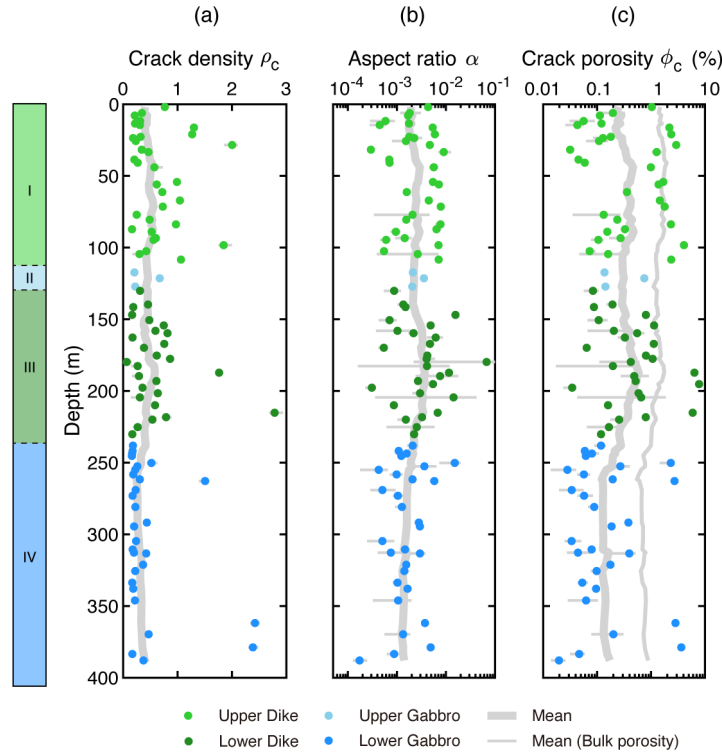 (a) (b) (c)
Crack density ρc Aspect ratio α Crack porosity ϕc (%)
0 1 2 3 10-4 10-3 10-2 10-1 0.01 0.1 1 10
0
50
100
150
200
250
300
350
400
Depth (m)
I
II
III
IV
Upper Dike Upper Gabbro Mean
Lower Dike Lower Gabbro Mean (Bulk porosity)